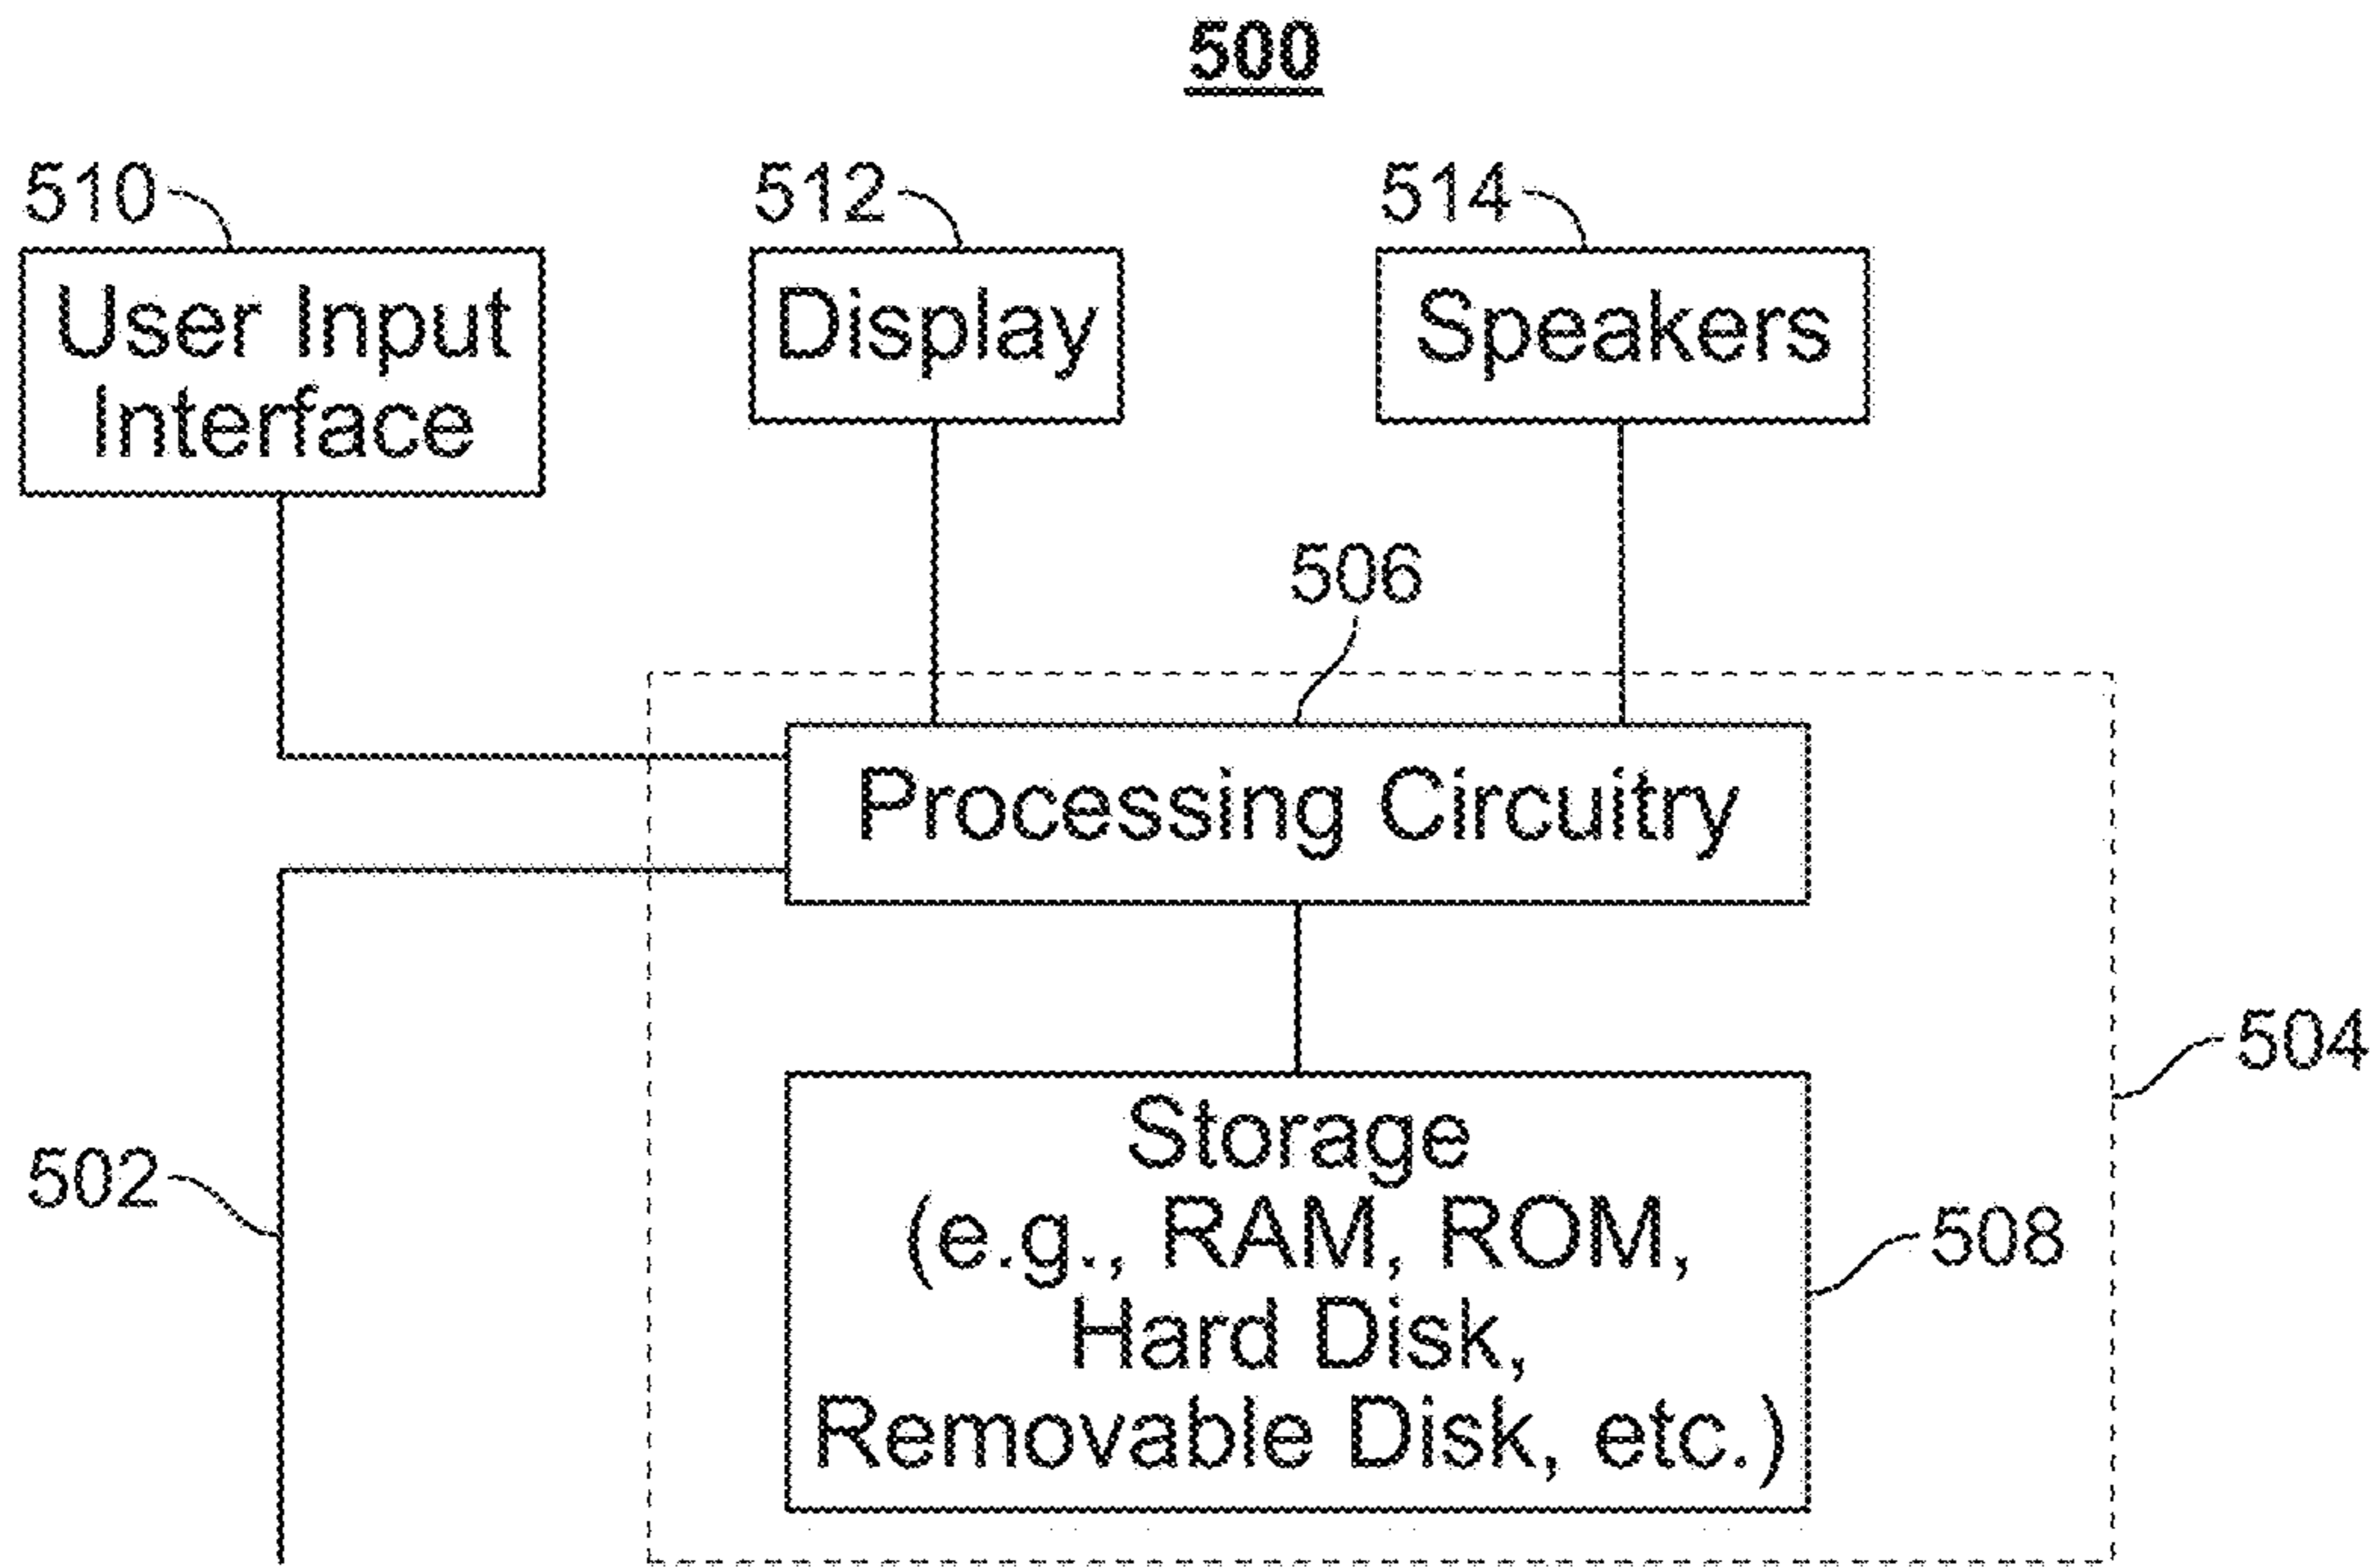 500
510
512
514
User Input
Interface
Display
Speakers
506
Processing Circuitry
504
502
Storage
(e.g., RAM, ROM,
Hard Disk,
Removable Disk, etc.)
508